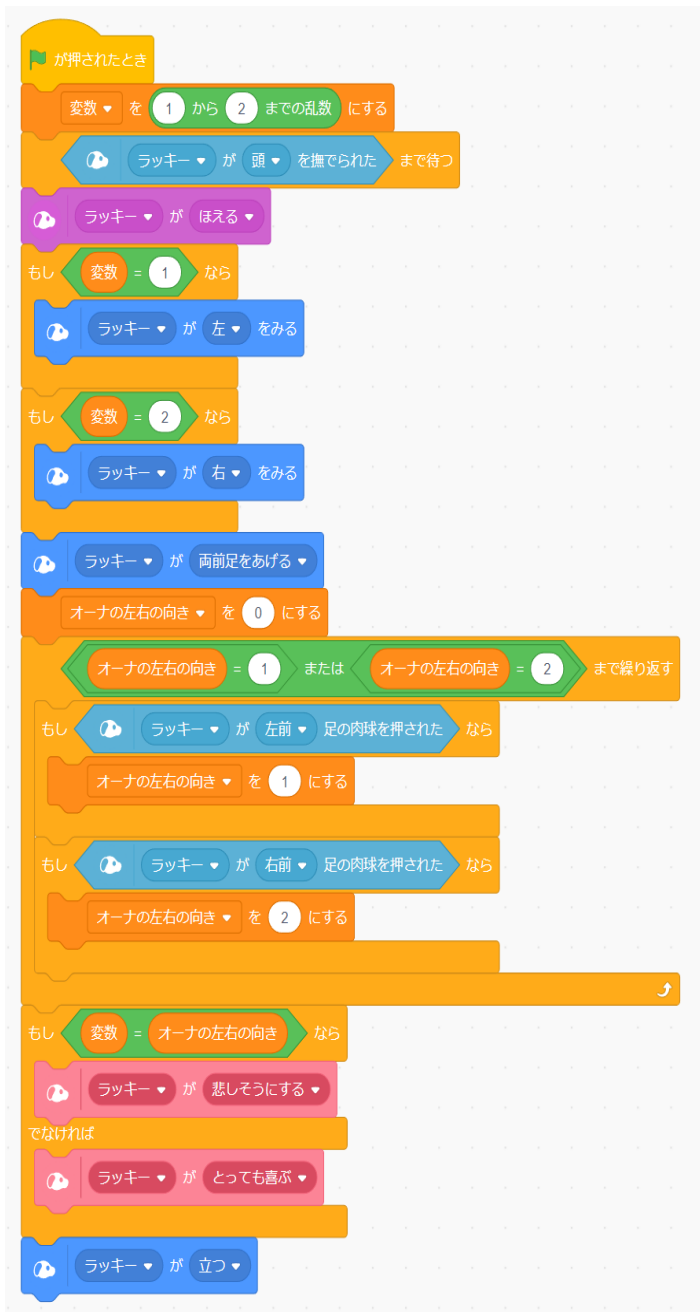 が押されたとき
変数 を 1 から 2 までの乱数 にする
ラッキー が 頭 を撫でられた まで待つ
ラッキー が ほえる
もし 変数 = 1 なら
ラッキー が 左 をみる
もし 変数 = 2 なら
ラッキー が 右 をみる
ラッキー が 両前足をあげる
オーナの左右の向き を 0 にする
オーナの左右の向き = 1 または オーナの左右の向き = 2 まで繰り返す
もし ラッキー が 左前 足の肉球を押された なら
オーナの左右の向き を 1 にする
もし ラッキー が 右前 足の肉球を押された なら
オーナの左右の向き を 2 にする
もし 変数 = オーナの左右の向き なら
ラッキー が 悲しそうにする
でなければ
ラッキー が とっても喜ぶ
ラッキー が 立つ